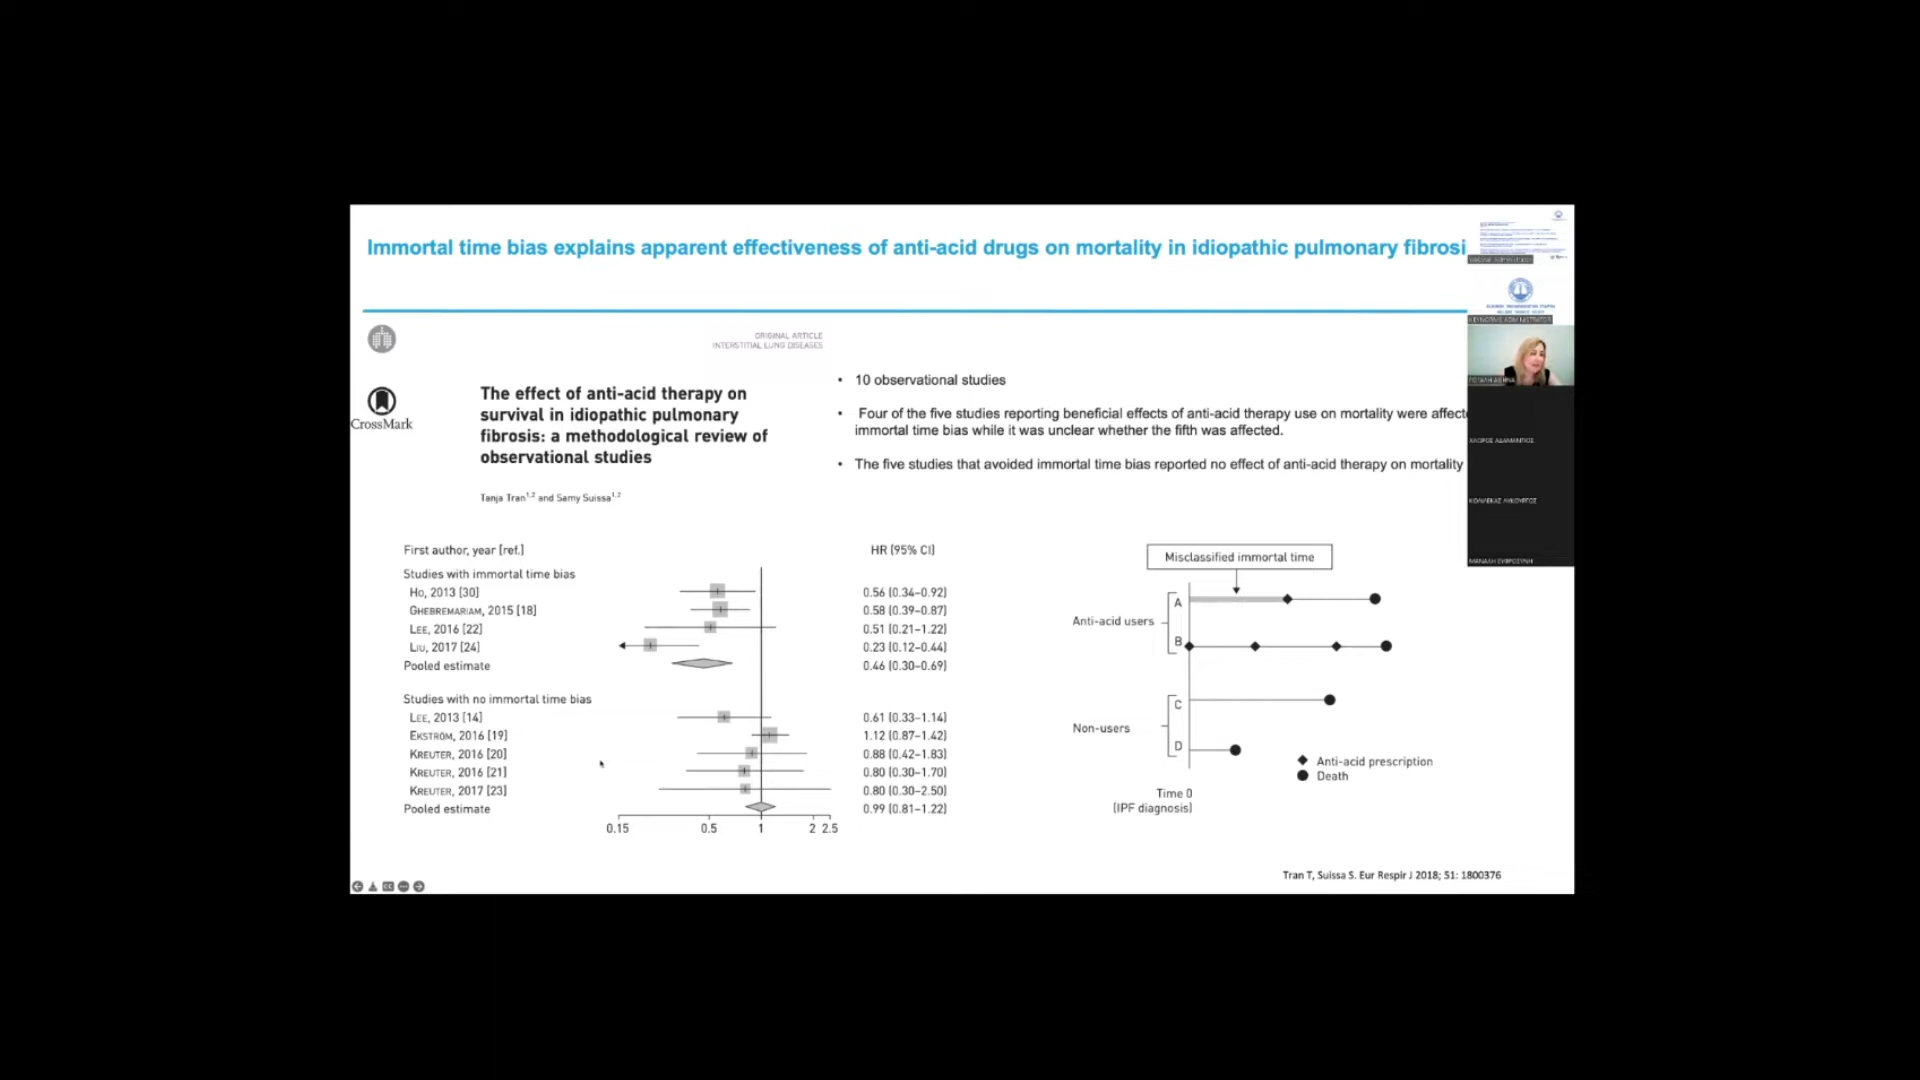 Immortal time bias explains apparent effectiveness of anti-acid drugs on mortality in idiopathic pulmonary fibrosi
ORIGINAL ARTICLE
INTERSTITIAL LUNG DISEASES
CrossMark
The effect of anti-acid therapy on
survival in idiopathic pulmonary
fibrosis: a methodological review of
observational studies
Tanja Tran1,2 and Samy Suissa1,2
• 10 observational studies
• Four of the five studies reporting beneficial effects of anti-acid therapy use on mortality were affect
immortal time bias while it was unclear whether the fifth was affected.
• The five studies that avoided immortal time bias reported no effect of anti-acid therapy on mortality
First author, year [ref.] HR (95% CI)
Studies with immortal time bias
Ho, 2013 [30] 0.56 (0.34–0.92)
GHEBREMARIAM, 2015 [18] 0.58 (0.39–0.87)
LEE, 2016 [22] 0.51 (0.21–1.22)
LIU, 2017 [24] 0.23 (0.12–0.44)
Pooled estimate 0.46 (0.30–0.69)
Studies with no immortal time bias
LEE, 2013 [14] 0.61 (0.33–1.14)
EKSTRÖM, 2016 [19] 1.12 (0.87–1.42)
KREUTER, 2016 [20] 0.88 (0.42–1.83)
KREUTER, 2016 [21] 0.80 (0.30–1.70)
KREUTER, 2017 [23] 0.80 (0.30–2.50)
Pooled estimate 0.99 (0.81–1.22)
0.15 0.5 1 2 2.5
Misclassified immortal time
Anti-acid users
A
B
Non-users
C
D
Anti-acid prescription
Death
Time 0
(IPF diagnosis)
Tran T, Suissa S. Eur Respir J 2018; 51: 1800376